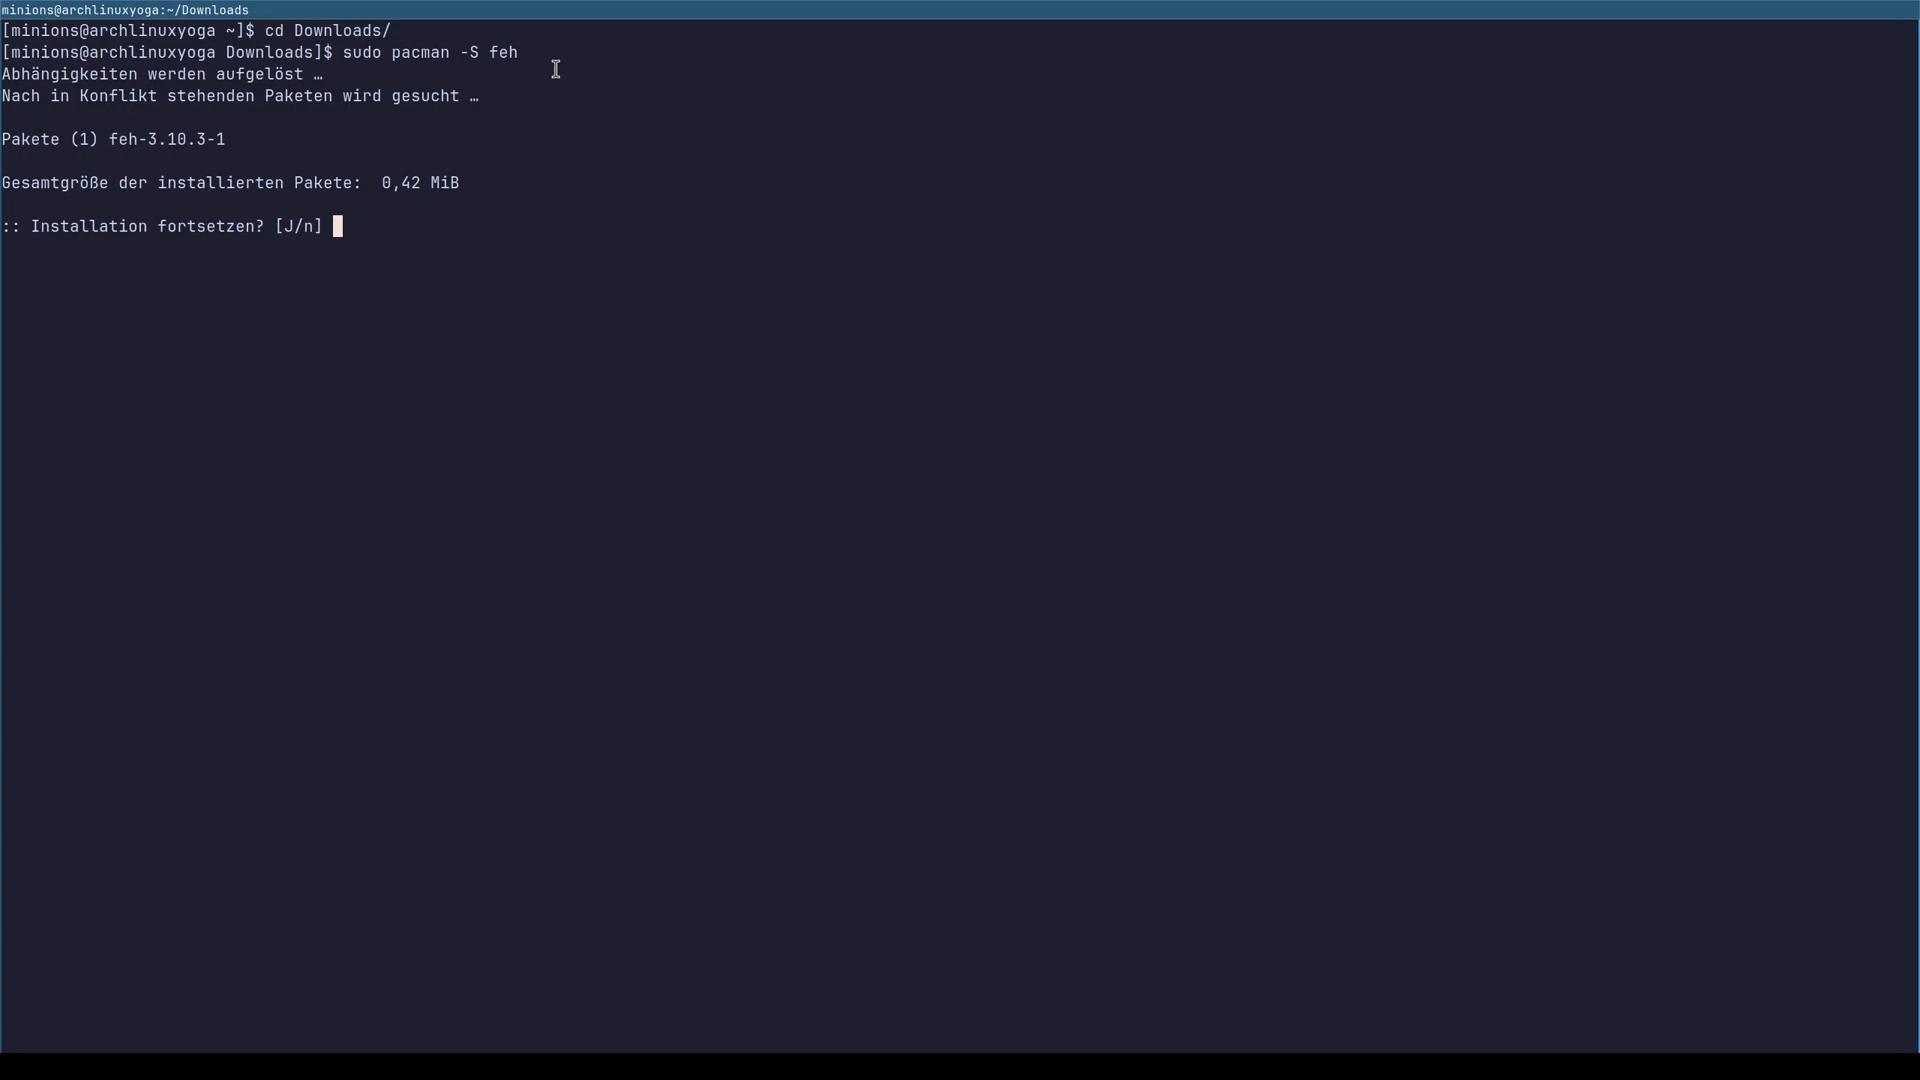 minions@archlinuxyoga:~/Downloads
[minions@archlinuxyoga ~]$ cd Downloads/
[minions@archlinuxyoga Downloads]$ sudo pacman -S feh
Abhängigkeiten werden aufgelöst …
Nach in Konflikt stehenden Paketen wird gesucht …
Pakete (1) feh-3.10.3-1
Gesamtgröße der installierten Pakete:  0,42 MiB
:: Installation fortsetzen? [J/n]